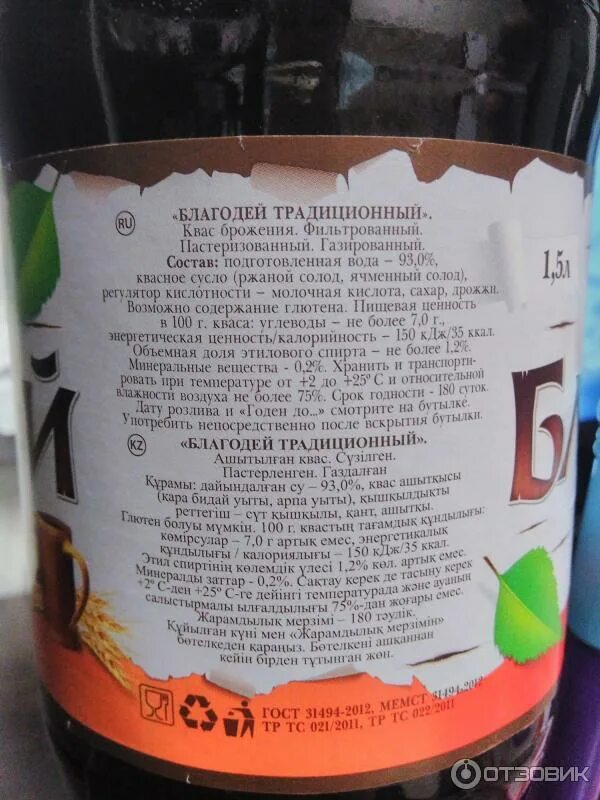 RU
«БЛАГОДЕЙ ТРАДИЦИОННЫЙ».
Квас брожения. Фильтрованный.
Пастеризованный. Газированный.
Состав: подготовленная вода – 93,0%,
квасное сусло (ржаной солод, ячменный солод),
регулятор кислотности – молочная кислота, сахар, дрожжи.
Возможно содержание глютена. Пищевая ценность
в 100 г. кваса: углеводы – не более 7,0 г.,
энергетическая ценность/калорийность – 150 кДж/35 ккал.
Объемная доля этилового спирта – не более 1,2%.
Минеральные вещества - 0,2%. Хранить и транспорти-
ровать при температуре от +2 до +25° С и относительной
влажности воздуха не более 75%. Срок годности - 180 суток.
Дату розлива и «Годен до...» смотрите на бутылке.
Употребить непосредственно после вскрытия бутылки.
KZ
«БЛАГОДЕЙ ТРАДИЦИОННЫЙ».
Ашытылған квас. Сүзілген.
Пастерленген. Газдалған
Құрамы: дайындалған су – 93,0%, квас ашытқысы
(қара бидай уыты, арпа уыты), қышқылдықты
реттегіш – сүт қышқылы, қант, ашытқы.
Глютен болуы мүмкін. 100 г. квастың тағамдық құндылығы:
көмірсулар – 7,0 г артық емес, энергетикалық
құндылығы / калориялығы – 150 кДж/35 ккал.
Этил спиртінің көлемдік үлесі 1,2% көл. артық емес.
Минералды заттар - 0,2%. Сақтау керек де тасыну керек
+2° С-ден +25° С-ге дейінгі температурада және ауаның
салыстырмалы ылғалдылығы 75%-дан жоғары емес.
Жарамдылық мерзімі – 180 тәулік.
Құйылған күні мен «Жарамдылық мерзімін»
бөтелкеден қараңыз. Бөтелкені ашқаннан
кейін бірден тұтынған жөн.
ГОСТ 31494-2012, МЕМСТ 31494-2012
ТР ТС 021/2011, ТР ТС 022/2011
1,5л
Й
БЛ
ОТЗОВИК